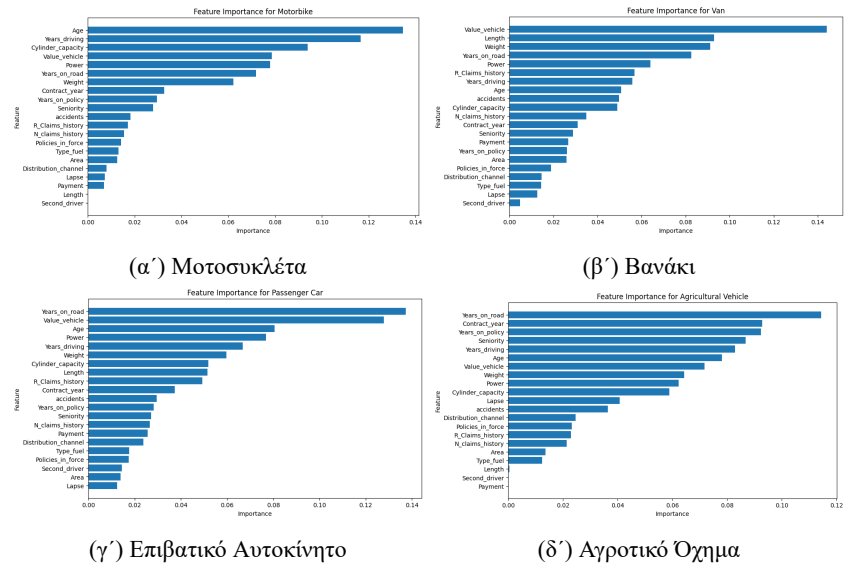 Feature Importance for Motorbike
Feature
Age
Years_driving
Cylinder_capacity
Value_vehicle
Power
Years_on_road
Weight
Contract_year
Years_on_policy
Seniority
accidents
R_Claims_history
N_claims_history
Policies_in_force
Type_fuel
Area
Distribution_channel
Lapse
Payment
Length
Second_driver
0.00 0.02 0.04 0.06 0.08 0.10 0.12 0.14
Importance
(α΄) Μοτοσυκλέτα
Feature Importance for Van
Feature
Value_vehicle
Length
Weight
Years_on_road
Power
R_Claims_history
Years_driving
Age
accidents
Cylinder_capacity
N_claims_history
Contract_year
Seniority
Payment
Years_on_policy
Area
Policies_in_force
Distribution_channel
Type_fuel
Lapse
Second_driver
0.00 0.02 0.04 0.06 0.08 0.10 0.12 0.14
Importance
(β΄) Βανάκι
Feature Importance for Passenger Car
Feature
Years_on_road
Value_vehicle
Age
Power
Years_driving
Weight
Cylinder_capacity
Length
R_Claims_history
Contract_year
accidents
Years_on_policy
Seniority
N_claims_history
Payment
Distribution_channel
Type_fuel
Policies_in_force
Second_driver
Area
Lapse
0.00 0.02 0.04 0.06 0.08 0.10 0.12 0.14
Importance
(γ΄) Επιβατικό Αυτοκίνητο
Feature Importance for Agricultural Vehicle
Feature
Years_on_road
Contract_year
Years_on_policy
Seniority
Years_driving
Age
Value_vehicle
Weight
Power
Cylinder_capacity
Lapse
accidents
Distribution_channel
Policies_in_force
R_Claims_history
N_claims_history
Area
Type_fuel
Length
Second_driver
Payment
0.00 0.02 0.04 0.06 0.08 0.10 0.12
Importance
(δ΄) Αγροτικό Όχημα